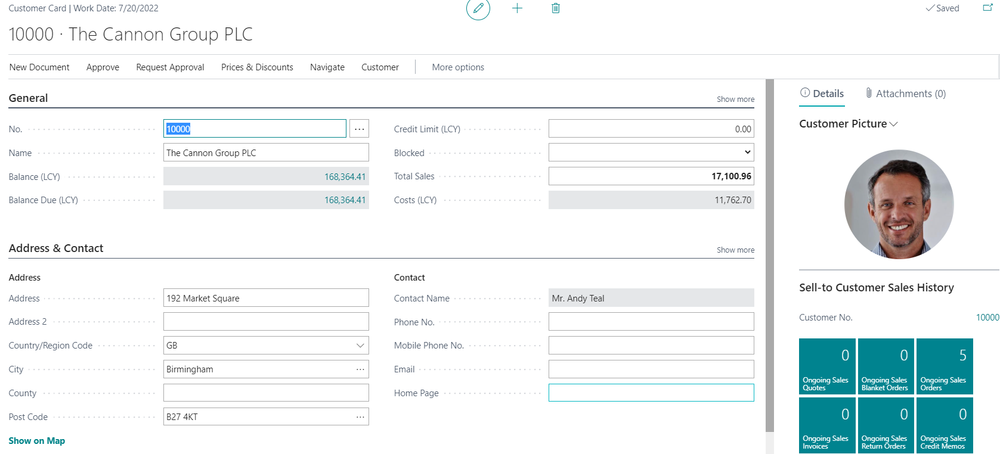 Customer Card | Work Date: 7/20/2022
Saved
10000 · The Cannon Group PLC
New Document Approve Request Approval Prices & Discounts Navigate Customer More options
General Show more
No. 10000 ...
Name The Cannon Group PLC
Balance (LCY) 168,364.41
Balance Due (LCY) 168,364.41
Credit Limit (LCY) 0.00
Blocked
Total Sales 17,100.96
Costs (LCY) 11,762.70
Address & Contact Show more
Address
Address 192 Market Square
Address 2
Country/Region Code GB
City Birmingham ...
County
Post Code B27 4KT ...
Show on Map
Contact
Contact Name Mr. Andy Teal
Phone No.
Mobile Phone No.
Email
Home Page
Details Attachments (0)
Customer Picture
Sell-to Customer Sales History
Customer No. 10000
0
Ongoing Sales
Quotes
0
Ongoing Sales
Blanket Orders
5
Ongoing Sales
Orders
0
Ongoing Sales
Invoices
0
Ongoing Sales
Return Orders
0
Ongoing Sales
Credit Memos